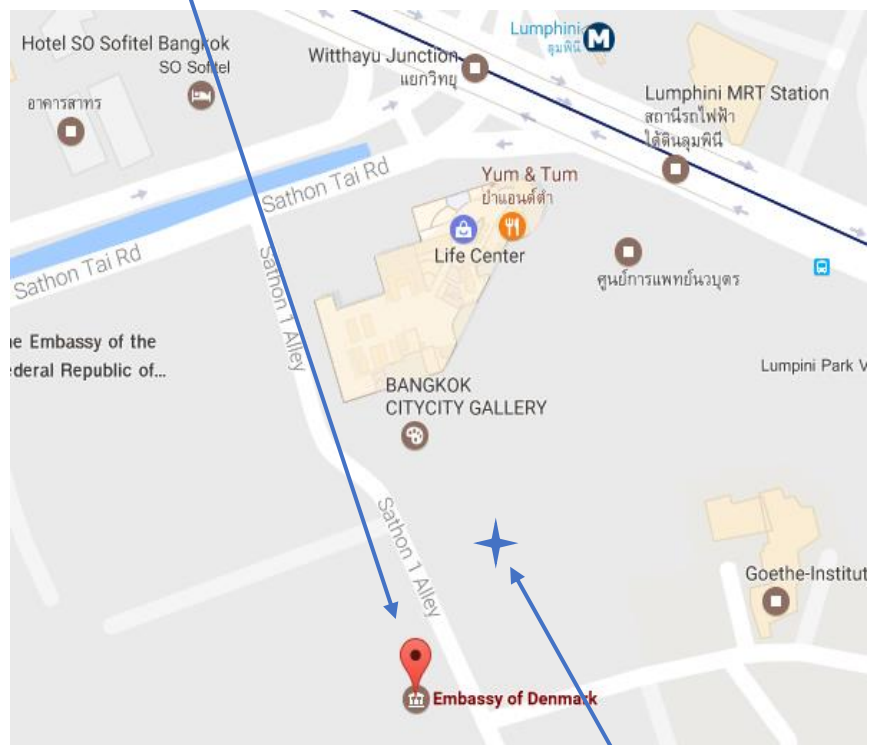 Hotel SO Sofitel Bangkok
SO Sofitel
อาคารสาทร
Witthayu Junction
แยกวิทยุ
Lumphini
ลุมพินี
M
Lumphini MRT Station
สถานีรถไฟฟ้า
ใต้ดินลุมพินี
Sathon Tai Rd
Yum & Tum
ยำแอนด์ตำ
Life Center
Sathon Tai Rd
Sathon 1 Alley
ศูนย์การแพทย์นวบุตร
e Embassy of the
ederal Republic of...
Lumpini Park V
BANGKOK
CITYCITY GALLERY
Sathon 1 Alley
Goethe-Institut
Embassy of Denmark